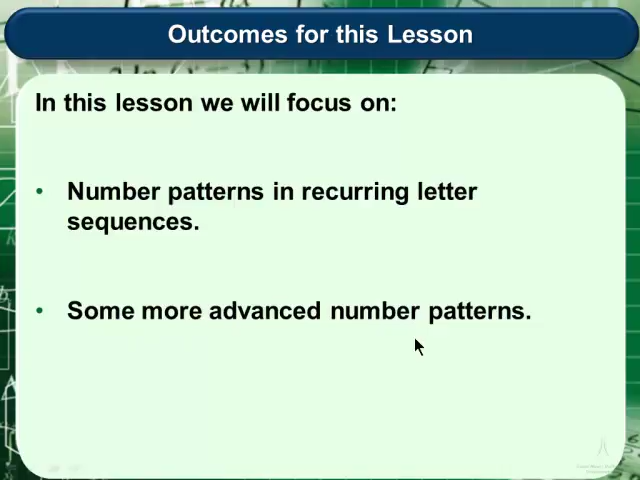 Outcomes for this Lesson
In this lesson we will focus on:
• Number patterns in recurring letter
sequences.
• Some more advanced number patterns.